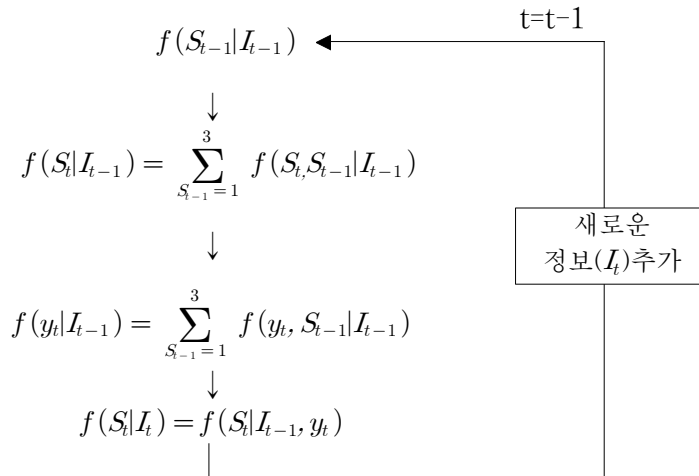 t=t-1
f(S_{t-1}|I_{t-1})
↓
f(S_t|I_{t-1}) = \sum_{S_{t-1}=1}^{3} f(S_t,S_{t-1}|I_{t-1})
새로운
정보(I_t)추가
↓
f(y_t|I_{t-1}) = \sum_{S_{t-1}=1}^{3} f(y_t, S_{t-1}|I_{t-1})
↓
f(S_t|I_t) = f(S_t|I_{t-1}, y_t)